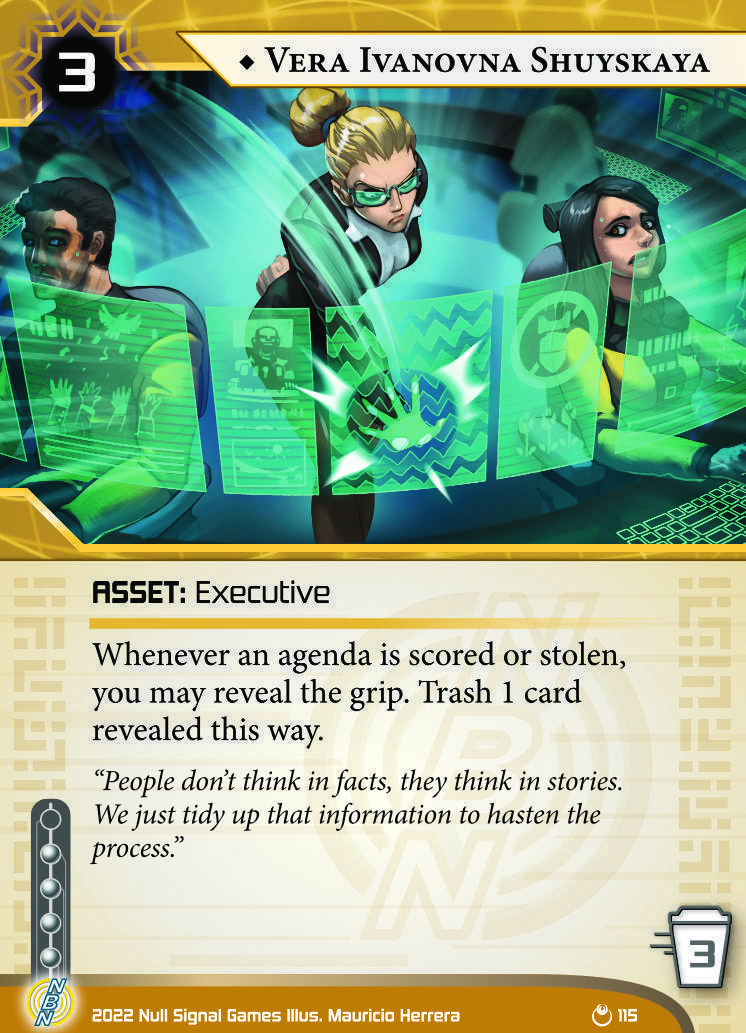 3
◆ VERA IVANOVNA SHUYSKAYA
ASSET: Executive
Whenever an agenda is scored or stolen,
you may reveal the grip. Trash 1 card
revealed this way.
“People don’t think in facts, they think in stories.
We just tidy up that information to hasten the
process.”
3
NBN
NBN
2022 Null Signal Games Illus. Mauricio Herrera
115